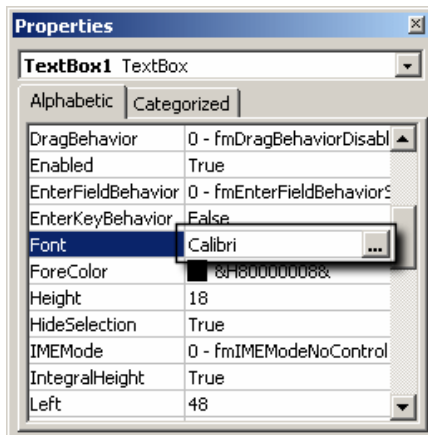 Properties
TextBox1 TextBox
Alphabetic Categorized
DragBehavior 0 - fmDragBehaviorDisabl
Enabled True
EnterFieldBehavior 0 - fmEnterFieldBehaviorS
EnterKeyBehavior False
Font Calibri ...
ForeColor &H80000008&
Height 18
HideSelection True
IMEMode 0 - fmIMEModeNoControl
IntegralHeight True
Left 48